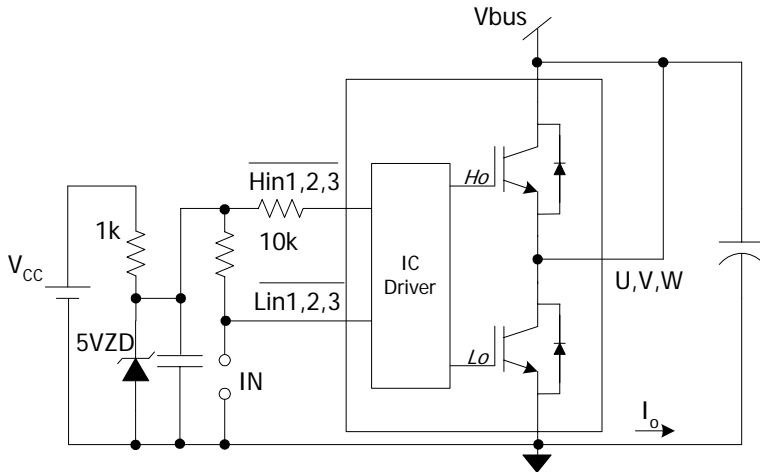 Vbus
Hin1,2,3
Ho
1k
10k
IC
Driver
VCC
U,V,W
Lin1,2,3
5VZD
Lo
IN
Io